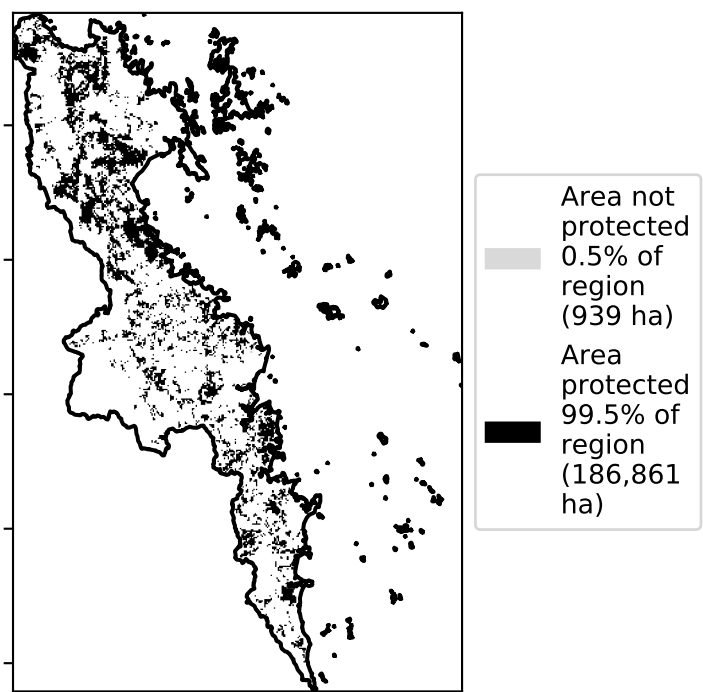 Area not
protected
0.5% of
region
(939 ha)
Area
protected
99.5% of
region
(186,861
ha)